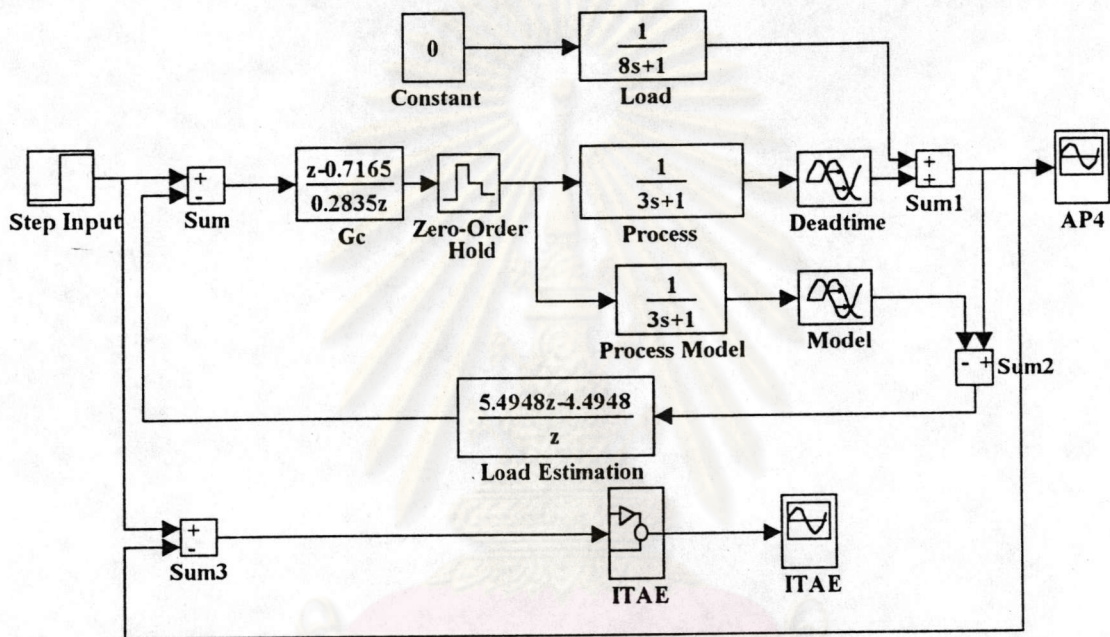 0
Constant
1
8s+1
Load
Step Input
+
-
Sum
z-0.7165
0.2835z
Gc
Zero-Order
Hold
1
3s+1
Process
Deadtime
+
+
Sum1
AP4
1
3s+1
Process Model
Model
- +
Sum2
5.4948z-4.4948
z
Load Estimation
+
-
Sum3
ITAE
ITAE